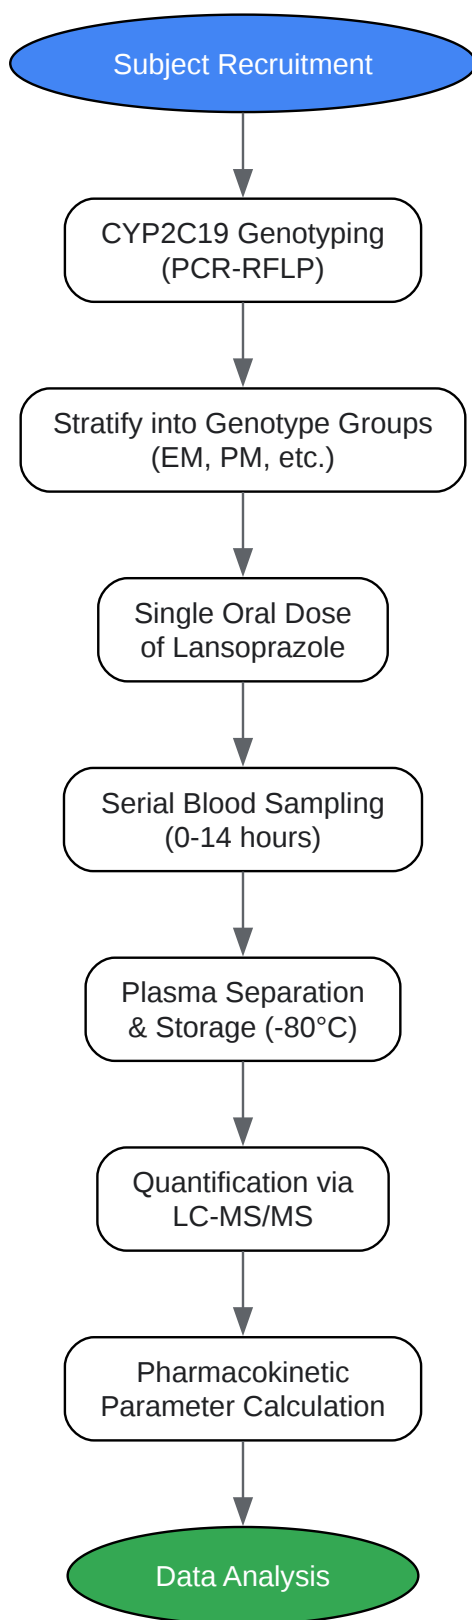 Subject Recruitment
CYP2C19 Genotyping
(PCR-RFLP)
Stratify into Genotype Groups
(EM, PM, etc.)
Single Oral Dose
of Lansoprazole
Serial Blood Sampling
(0-14 hours)
Plasma Separation
& Storage (-80°C)
Quantification via
LC-MS/MS
Pharmacokinetic
Parameter Calculation
Data Analysis